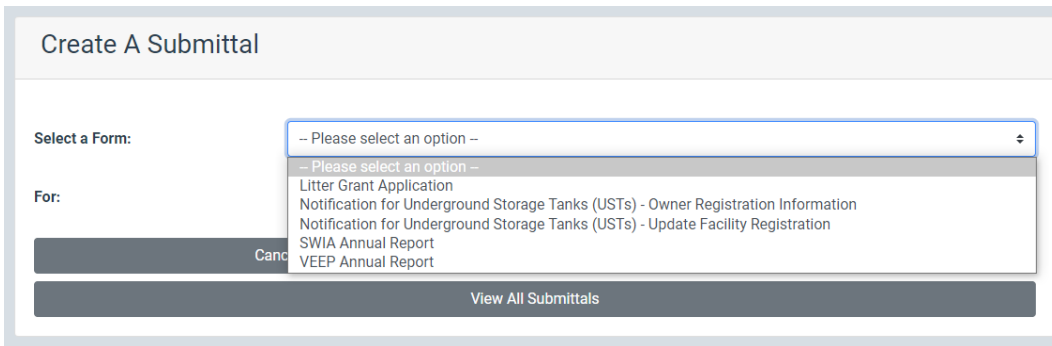 Create A Submittal
Select a Form:
-- Please select an option --
-- Please select an option --
Litter Grant Application
Notification for Underground Storage Tanks (USTs) - Owner Registration Information
For:
Notification for Underground Storage Tanks (USTs) - Update Facility Registration
SWIA Annual Report
VEEP Annual Report
View All Submittals